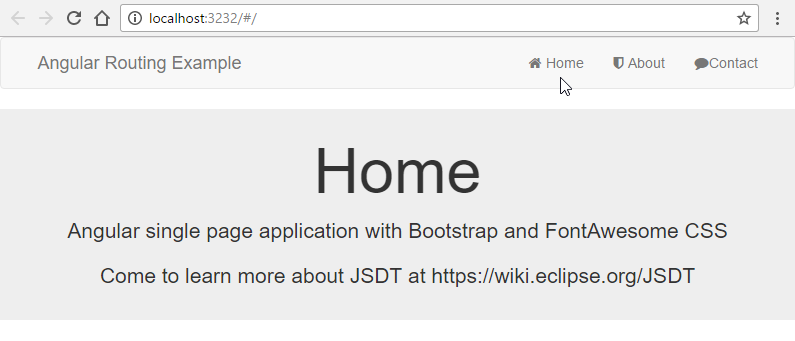 localhost:3232/#/
Angular Routing Example Home About Contact
Home
Angular single page application with Bootstrap and FontAwesome CSS
Come to learn more about JSDT at https://wiki.eclipse.org/JSDT